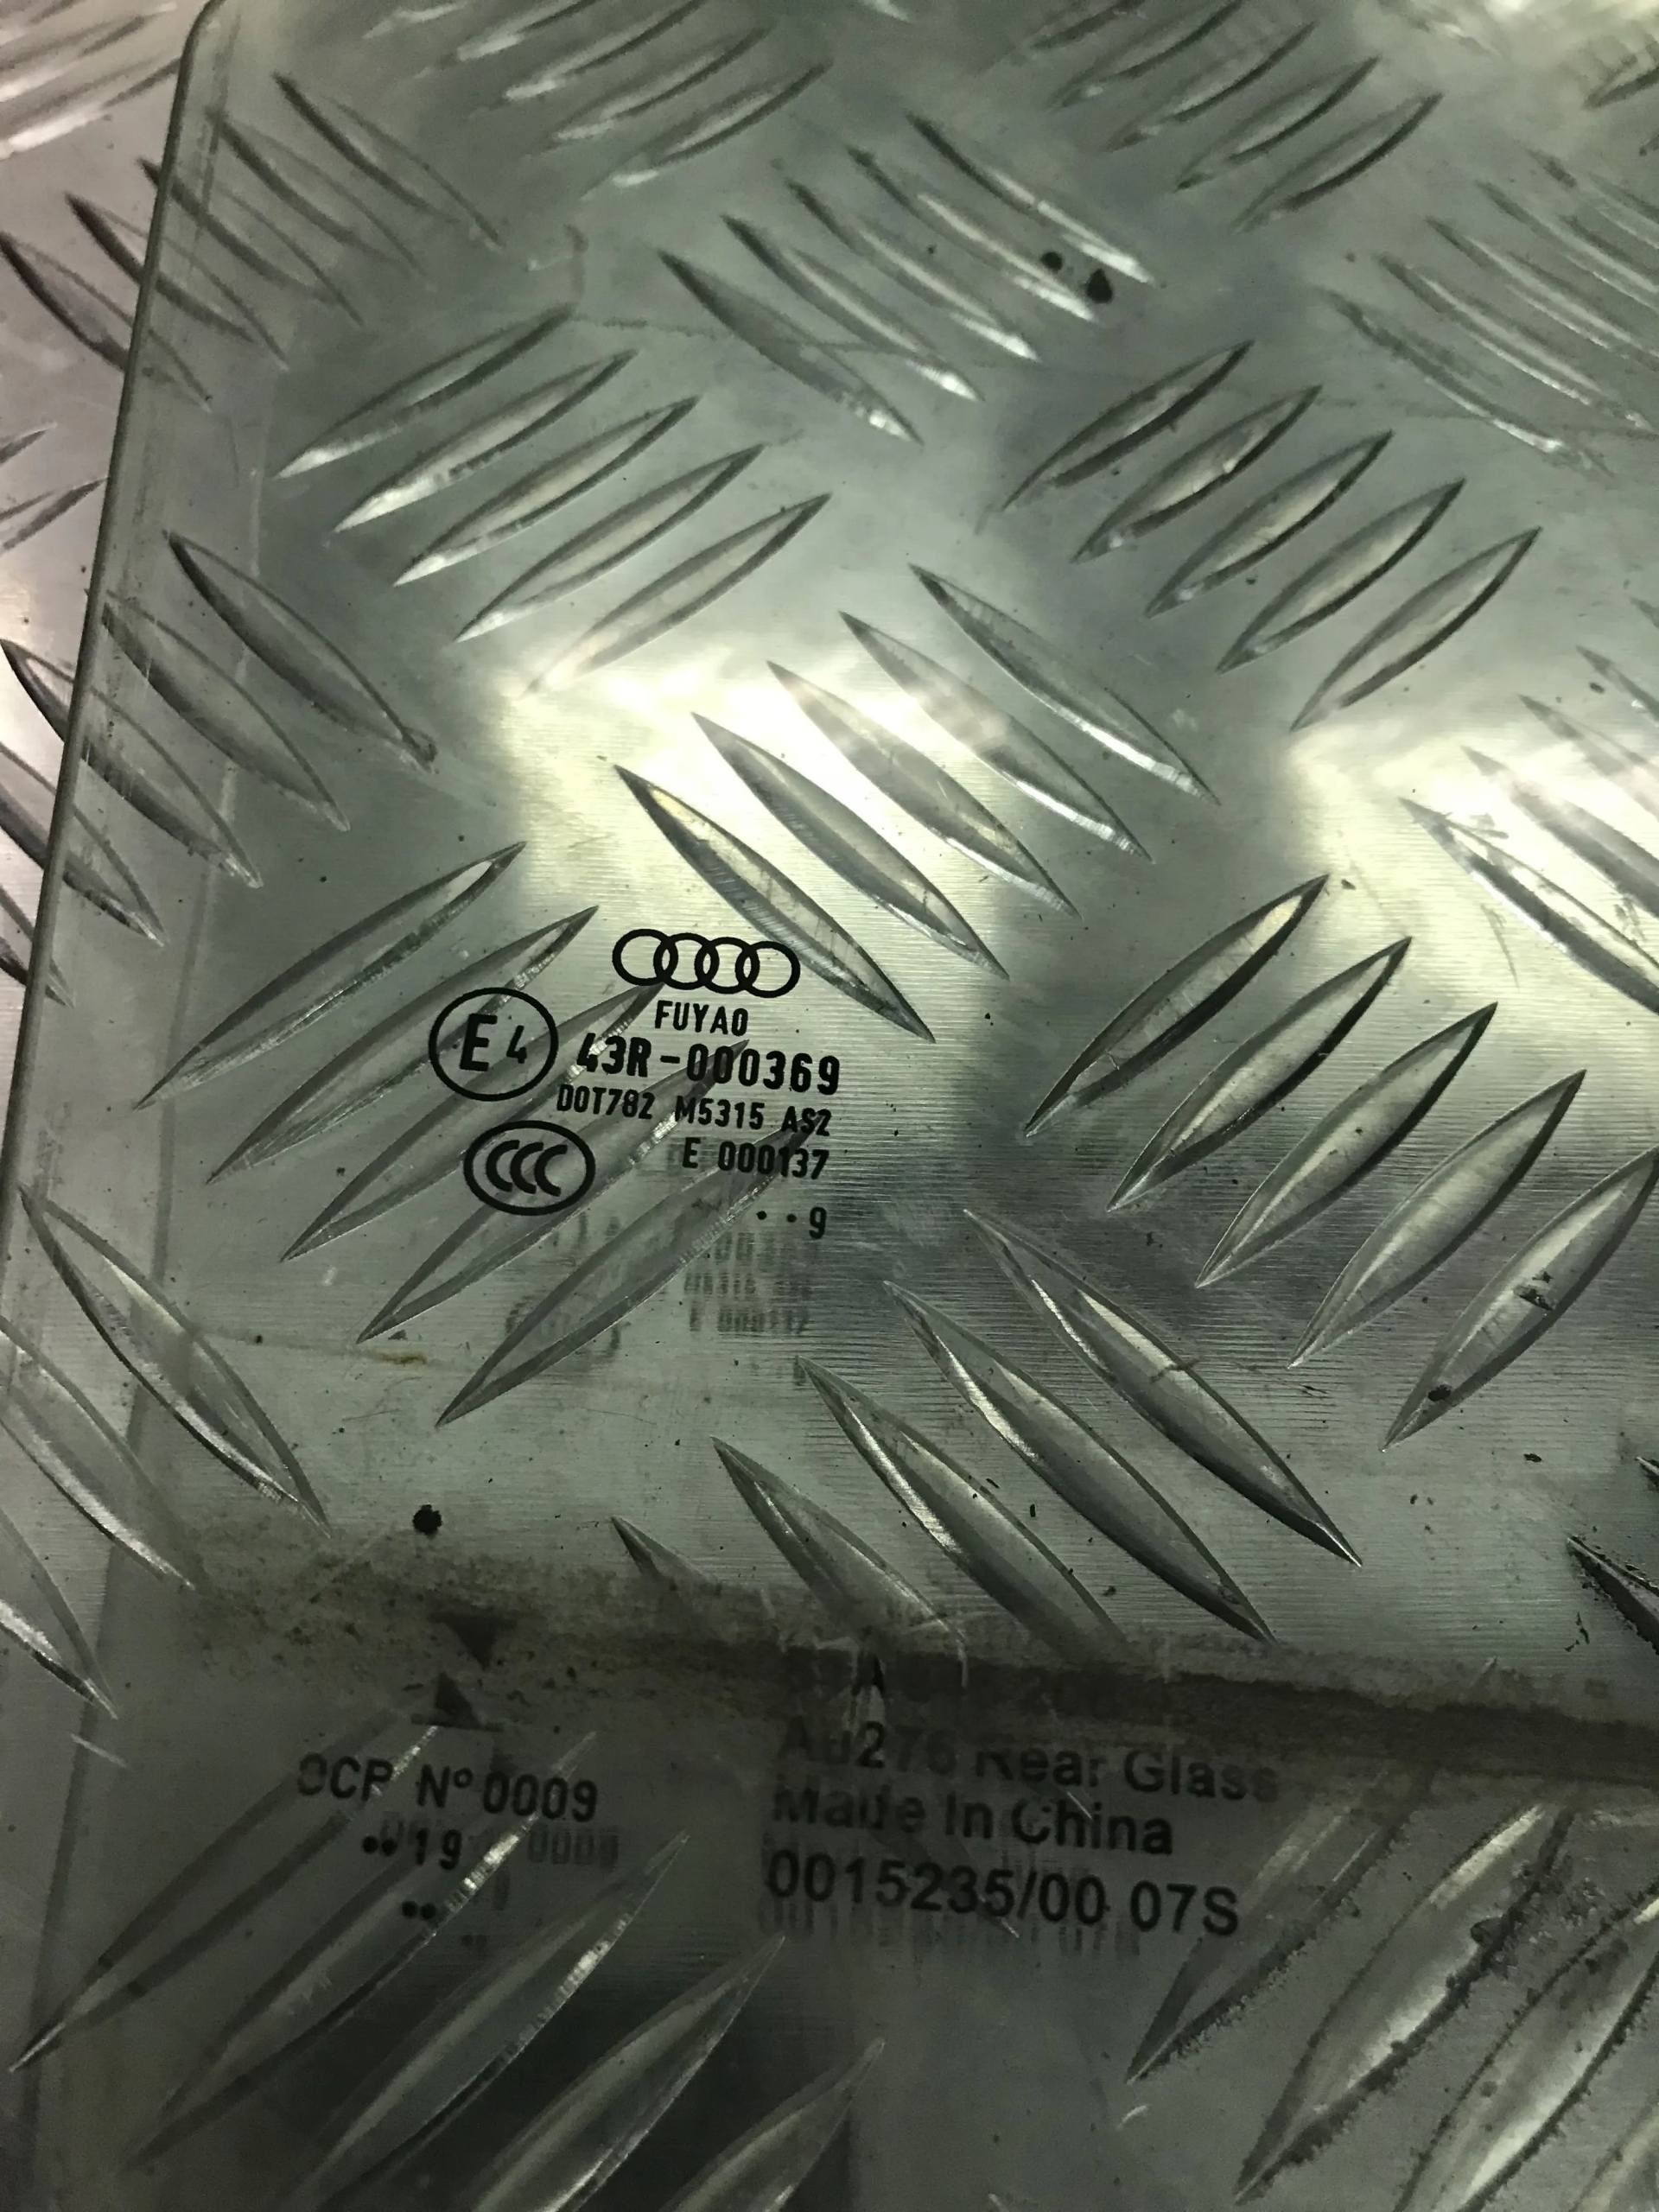 FUYAO
E4 43R-000369
DOT782 M5315 AS2
CCC E 000137
..9
Nº 0009
••19
••
Au276 Rear Glass
Made In China
0015235/00 07S